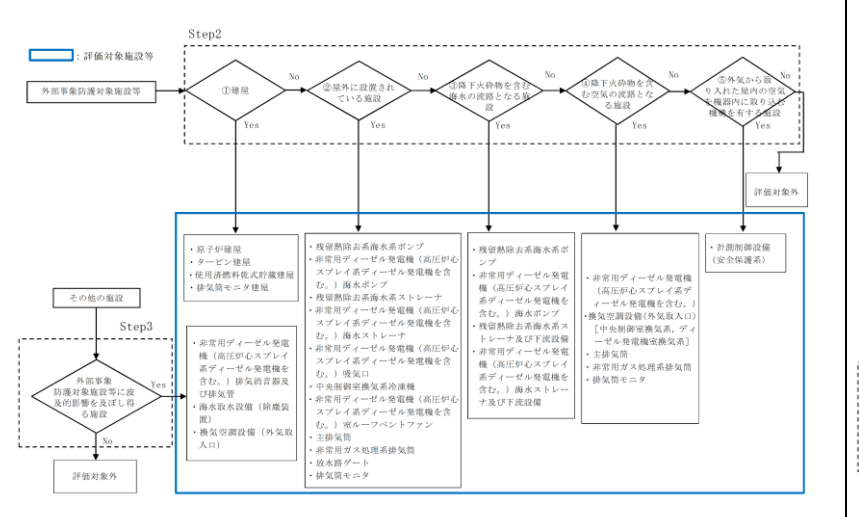 Step2
：評価対象施設等
外部事象防護対象施設等
①建屋
No
Yes
②屋外に設置され
ている施設
No
Yes
③降下火砕物を含む
海水の流路となる施
設
No
Yes
④降下火砕物を含
む空気の流路とな
る施設
No
Yes
⑤外気から取
り入れた屋内の空気
を機器内に取り込む
機構を有する施設
No
Yes
評価対象外
・原子炉建屋
・タービン建屋
・使用済燃料乾式貯蔵建屋
・排気筒モニタ建屋
・残留熱除去系海水系ポンプ
・非常用ディーゼル発電機（高圧炉心
スプレイ系ディーゼル発電機を含
む。）海水ポンプ
・残留熱除去系海水系ストレーナ
・非常用ディーゼル発電機（高圧炉心
スプレイ系ディーゼル発電機を含
む。）海水ストレーナ
・非常用ディーゼル発電機（高圧炉心
スプレイ系ディーゼル発電機を含
む。）吸気口
・中央制御室換気系冷凍機
・非常用ディーゼル発電機（高圧炉心
スプレイ系ディーゼル発電機を含
む。）室ルーフベントファン
・主排気筒
・非常用ガス処理系排気筒
・放水路ゲート
・排気筒モニタ
・残留熱除去系海水系ポ
ンプ
・非常用ディーゼル発電
機（高圧炉心スプレイ
系ディーゼル発電機を
含む。）海水ポンプ
・残留熱除去系海水系ス
トレーナ及び下流設備
・非常用ディーゼル発電
機（高圧炉心スプレイ
系ディーゼル発電機を
含む。）海水ストレー
ナ及び下流設備
・非常用ディーゼル発電機
（高圧炉心スプレイ系デ
ィーゼル発電機を含む。）
・換気空調設備（外気取入口）
［中央制御室換気系，ディ
ーゼル発電機室換気系］
・主排気筒
・非常用ガス処理系排気筒
・排気筒モニタ
・計測制御設備
（安全保護系）
その他の施設
Step3
外部事象
防護対象施設等に波
及的影響を及ぼし得
る施設
Yes
No
評価対象外
・非常用ディーゼル発電
機（高圧炉心スプレイ
系ディーゼル発電機を
含む。）排気消音器及
び排気管
・海水取水設備（除塵装
置）
・換気空調設備（外気取
入口）